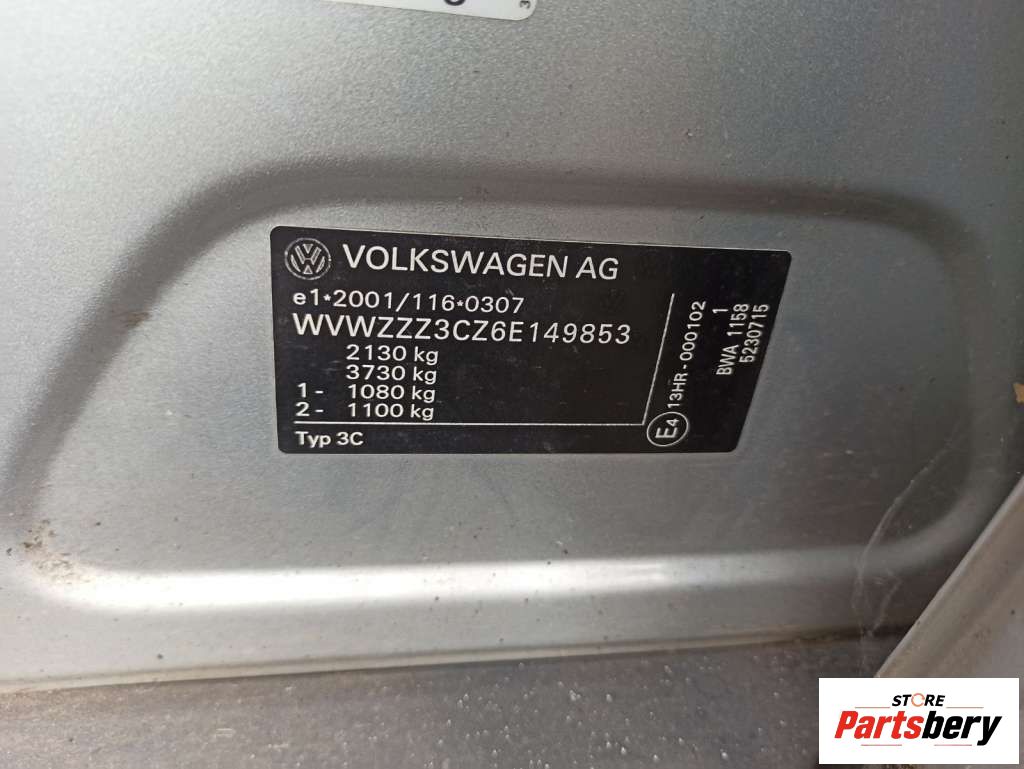 3
VOLKSWAGEN AG
e1*2001/116*0307
WVWZZZ3CZ6E149853
2130 kg
3730 kg
1- 1080 kg
2- 1100 kg
Typ 3C
E4 13HR-000102
1
BWA 1158
5230715
STORE
Partsbery